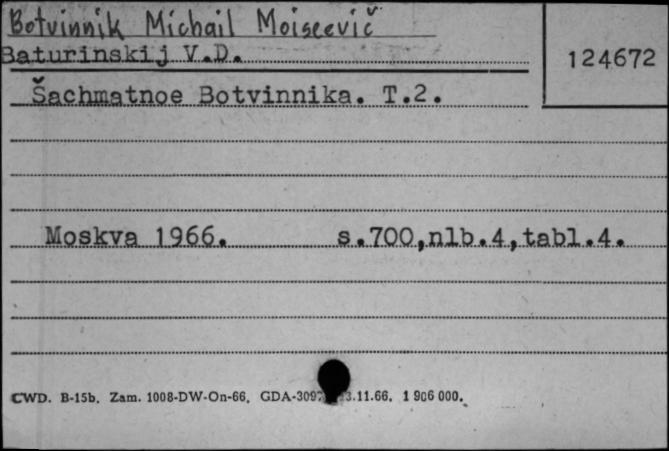 Botvinnik Michail Moiseevič
Baturinskij V.D.
124672
Šachmatnoe Botvinnika. T.2.
Moskva 1966. s.700,nlb.4,tabl.4.
CWD. B-15b. Zam. 1008-DW-On-66. GDA-309 3.11.66. 1 906 000.